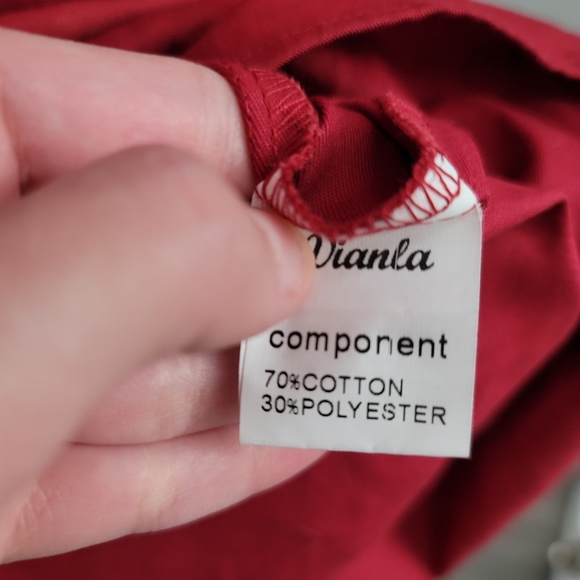 Vianla
component
70%COTTON
30%POLYESTER